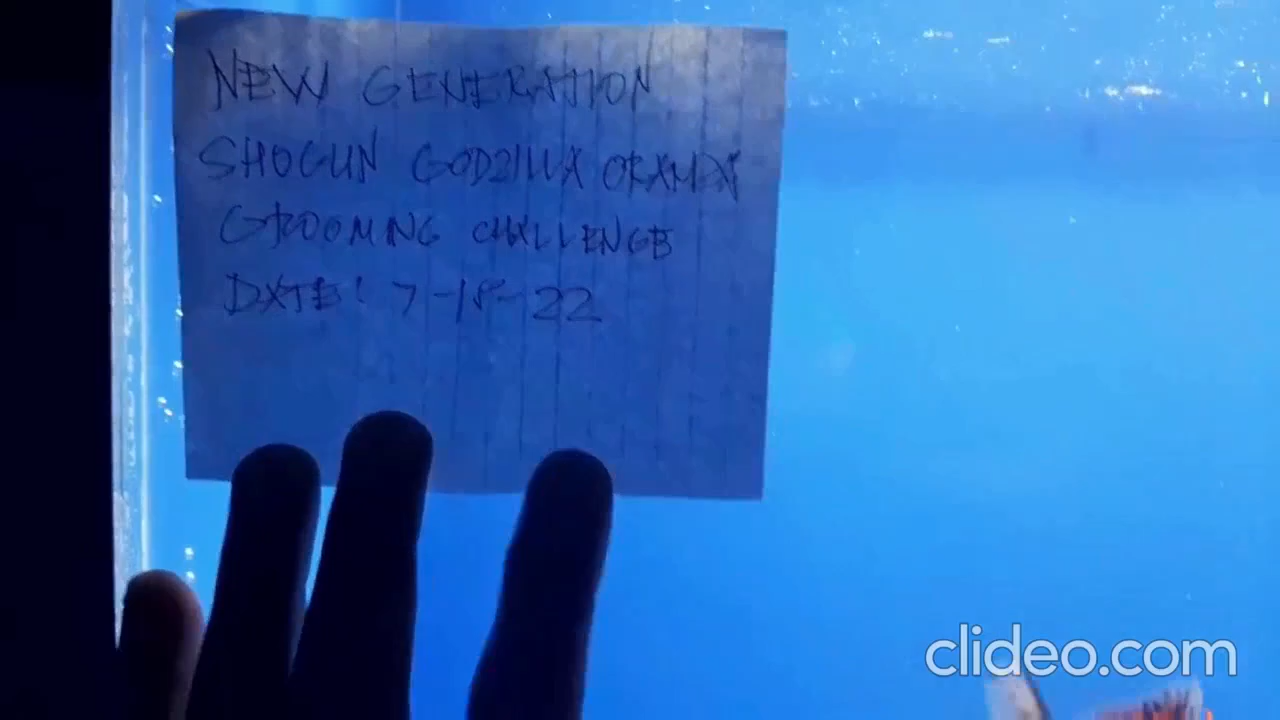 NEW GENERATION
SHOGUN GODZILLA ORANDA
GROOMING CHALLENGE
DATE: 7-18-22
clideo.com